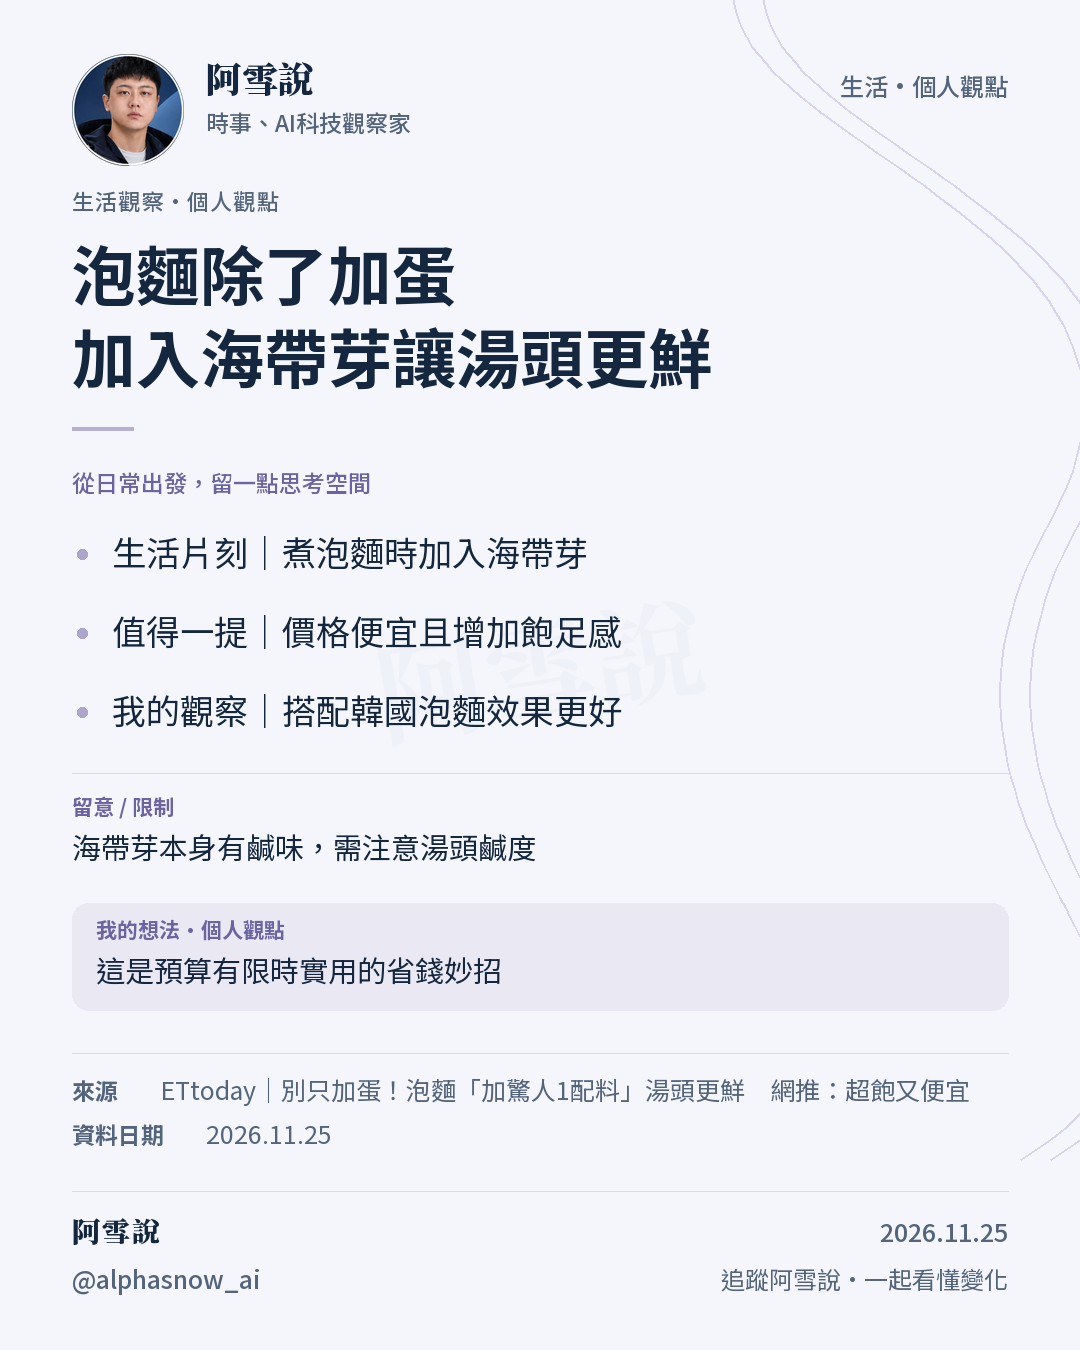 阿雪說
時事、AI科技觀察家
生活・個人觀點
生活觀察・個人觀點
泡麵除了加蛋
加入海帶芽讓湯頭更鮮
從日常出發，留一點思考空間
生活片刻｜煮泡麵時加入海帶芽
值得一提｜價格便宜且增加飽足感
我的觀察｜搭配韓國泡麵效果更好
阿雪說
留意 / 限制
海帶芽本身有鹹味，需注意湯頭鹹度
我的想法・個人觀點
這是預算有限時實用的省錢妙招
來源 ETtoday｜別只加蛋！泡麵「加驚人1配料」湯頭更鮮　網推：超飽又便宜
資料日期 2026.11.25
阿雪說
2026.11.25
@alphasnow_ai
追蹤阿雪說・一起看懂變化